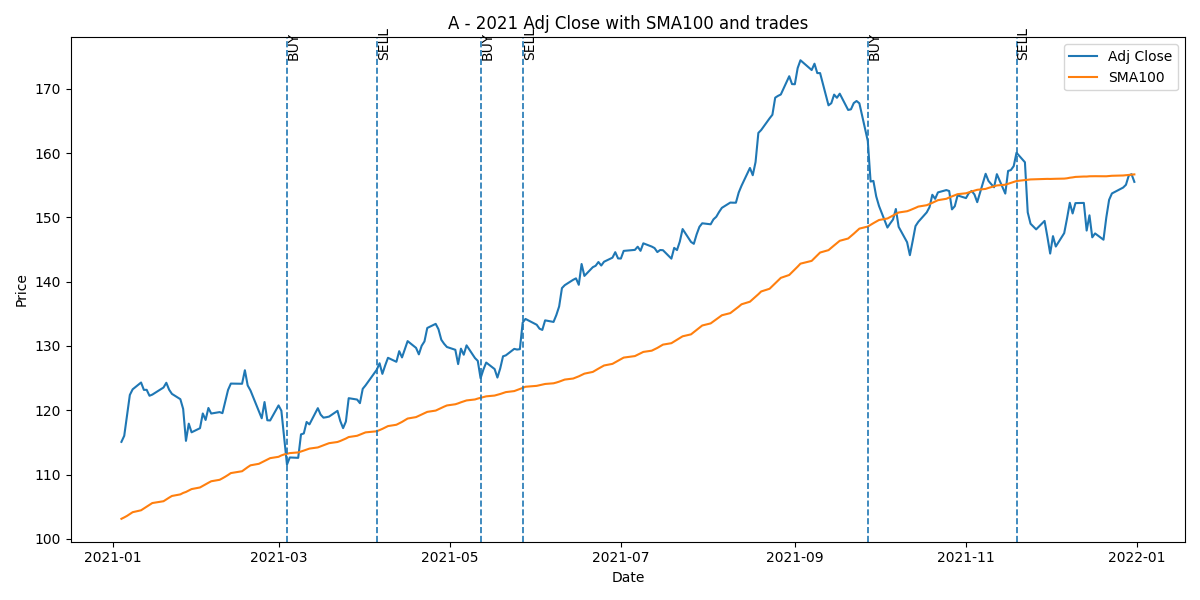 A - 2021 Adj Close with SMA100 and trades
BUY
SELL
BUY
SELL
BUY
SELL
Adj Close
SMA100
Price
170
160
150
140
130
120
110
100
2021-01
2021-03
2021-05
2021-07
2021-09
2021-11
2022-01
Date